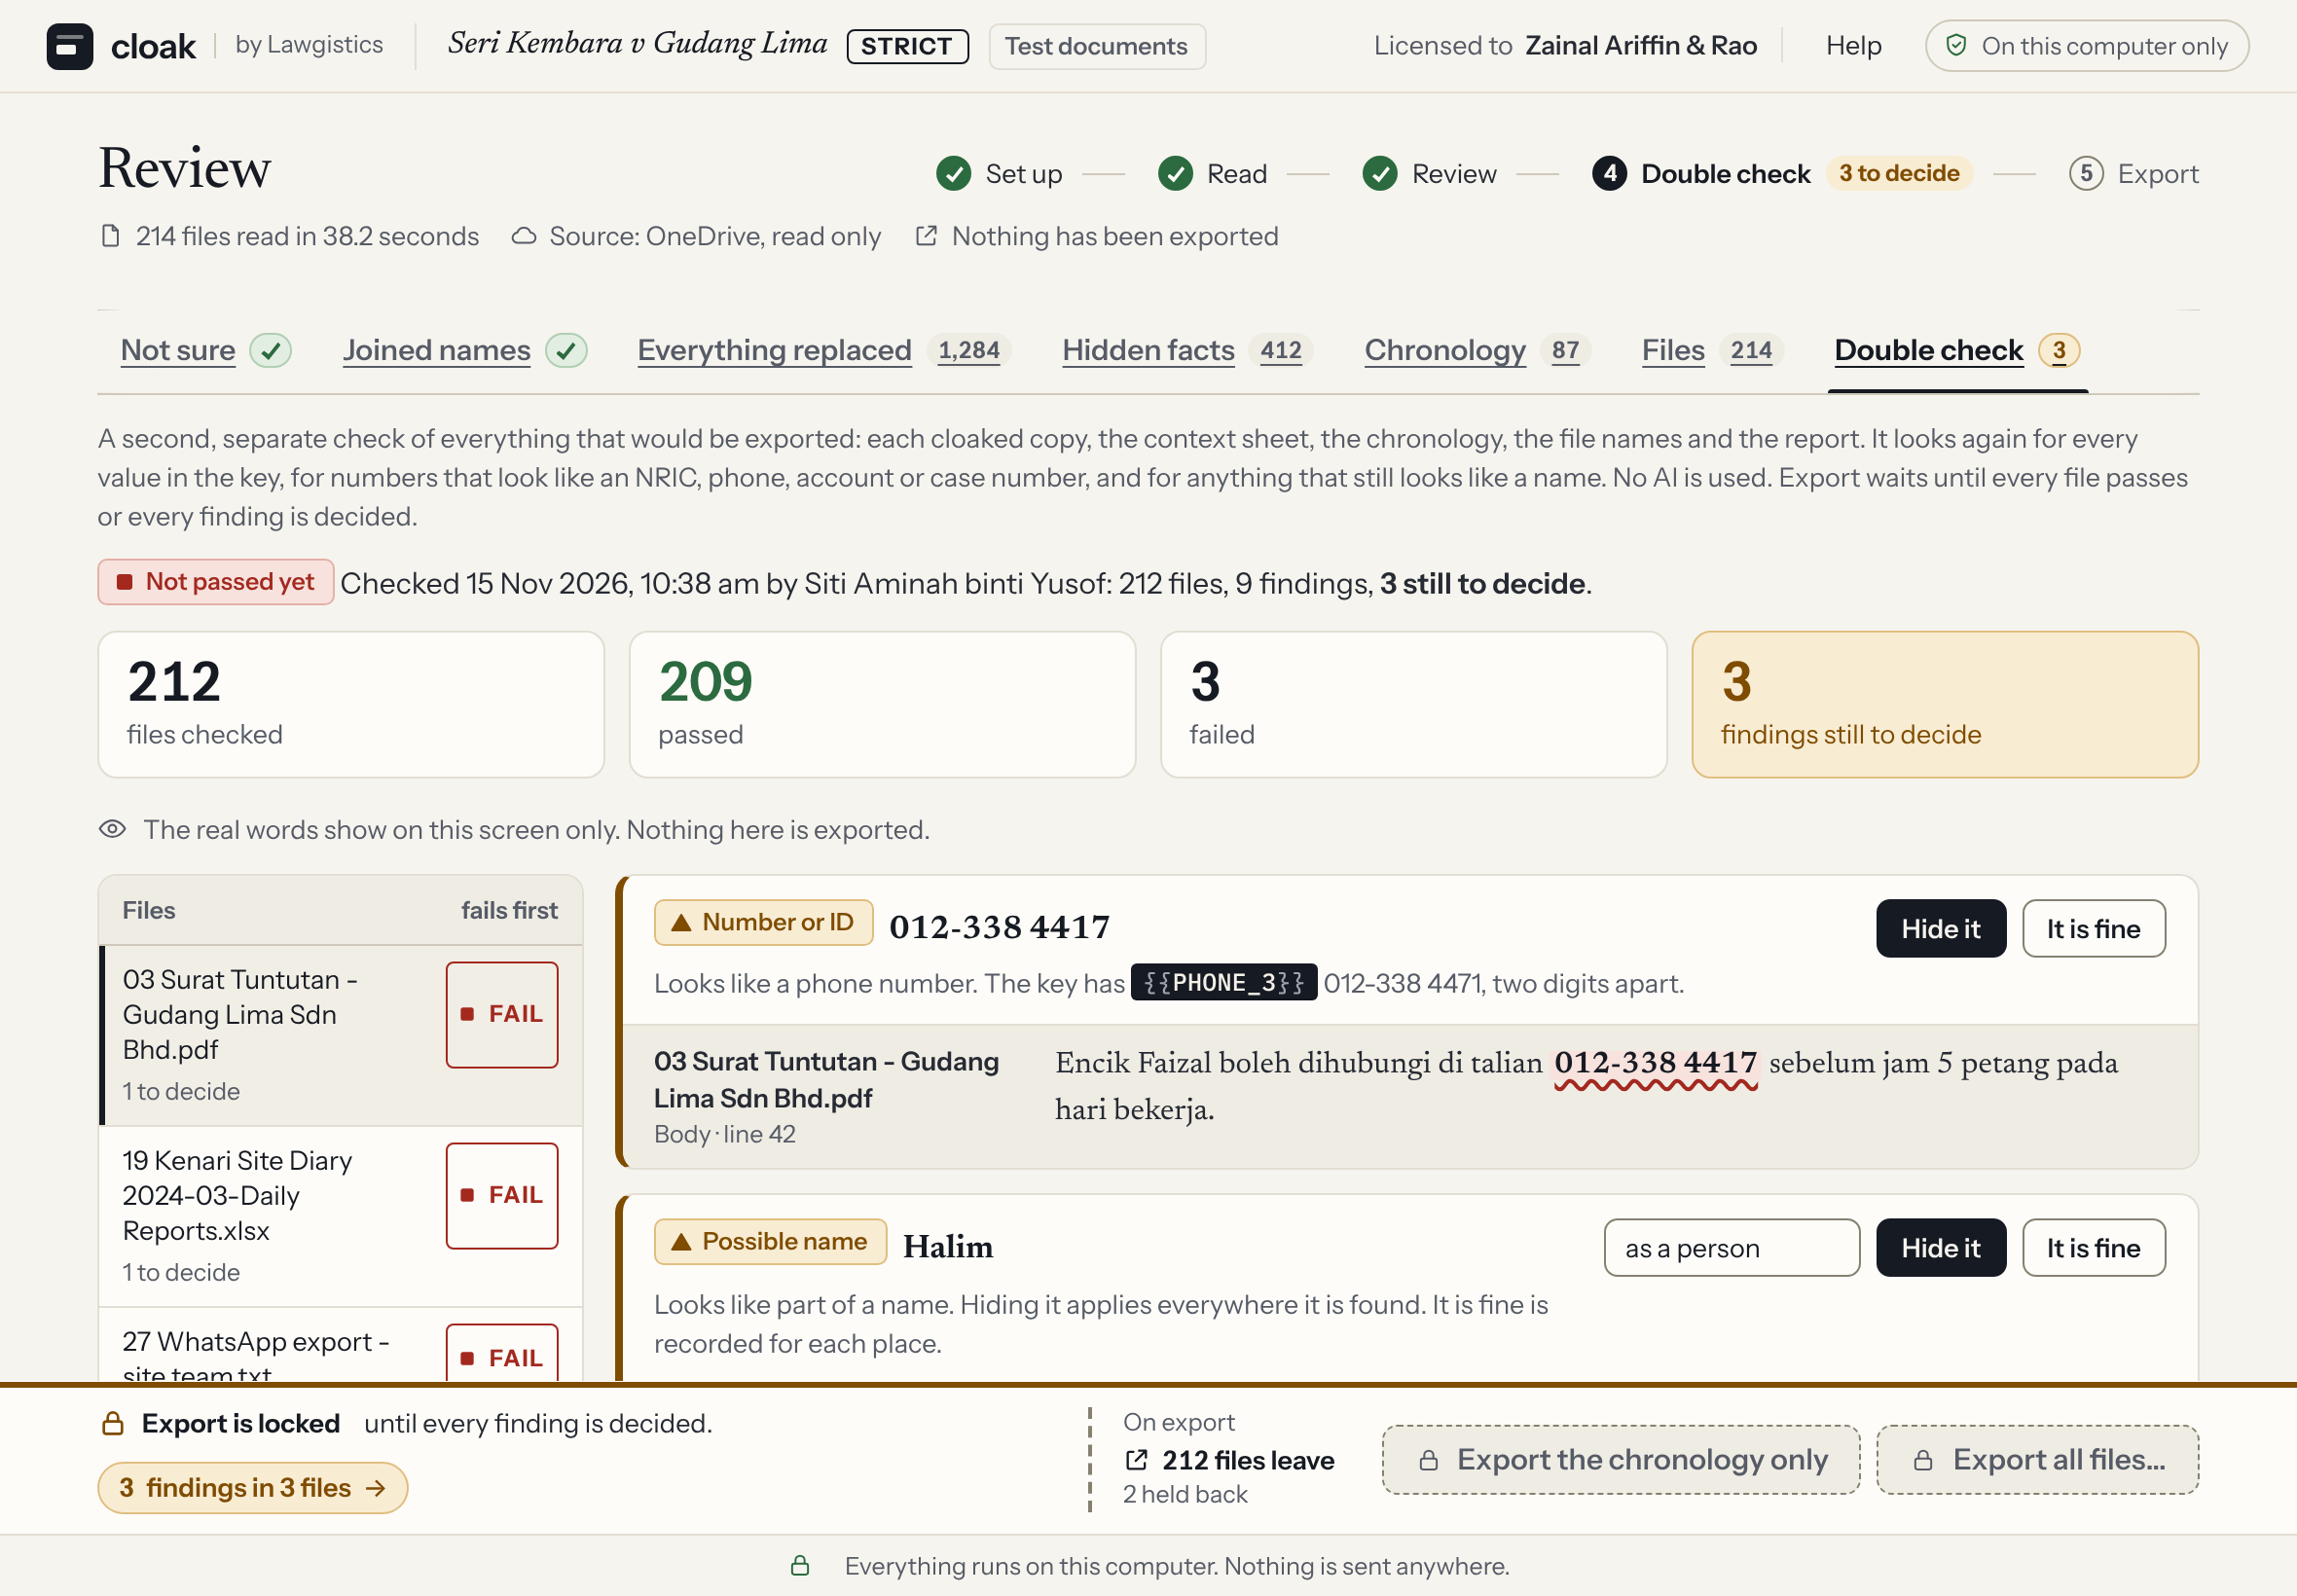 cloak
by Lawgistics
Seri Kembara v Gudang Lima
STRICT
Test documents
Licensed to Zainal Ariffin & Rao
Help
On this computer only
Review
Set up
Read
Review
4 Double check 3 to decide
5 Export
214 files read in 38.2 seconds
Source: OneDrive, read only
Nothing has been exported
Not sure
Joined names
Everything replaced 1,284
Hidden facts 412
Chronology 87
Files 214
Double check 3
A second, separate check of everything that would be exported: each cloaked copy, the context sheet, the chronology, the file names and the report. It looks again for every
value in the key, for numbers that look like an NRIC, phone, account or case number, and for anything that still looks like a name. No AI is used. Export waits until every file passes
or every finding is decided.
Not passed yet Checked 15 Nov 2026, 10:38 am by Siti Aminah binti Yusof: 212 files, 9 findings, 3 still to decide.
212
files checked
209
passed
3
failed
3
findings still to decide
The real words show on this screen only. Nothing here is exported.
Files fails first
03 Surat Tuntutan -
Gudang Lima Sdn
Bhd.pdf
1 to decide
FAIL
19 Kenari Site Diary
2024-03-Daily
Reports.xlsx
1 to decide
FAIL
27 WhatsApp export -
site team.txt
FAIL
Number or ID 012-338 4417
Hide it
It is fine
Looks like a phone number. The key has {{PHONE_3}} 012-338 4471, two digits apart.
03 Surat Tuntutan - Gudang
Lima Sdn Bhd.pdf
Body · line 42
Encik Faizal boleh dihubungi di talian 012-338 4417 sebelum jam 5 petang pada
hari bekerja.
Possible name Halim
as a person
Hide it
It is fine
Looks like part of a name. Hiding it applies everywhere it is found. It is fine is
recorded for each place.
Export is locked until every finding is decided.
3 findings in 3 files →
On export
212 files leave
2 held back
Export the chronology only
Export all files...
Everything runs on this computer. Nothing is sent anywhere.